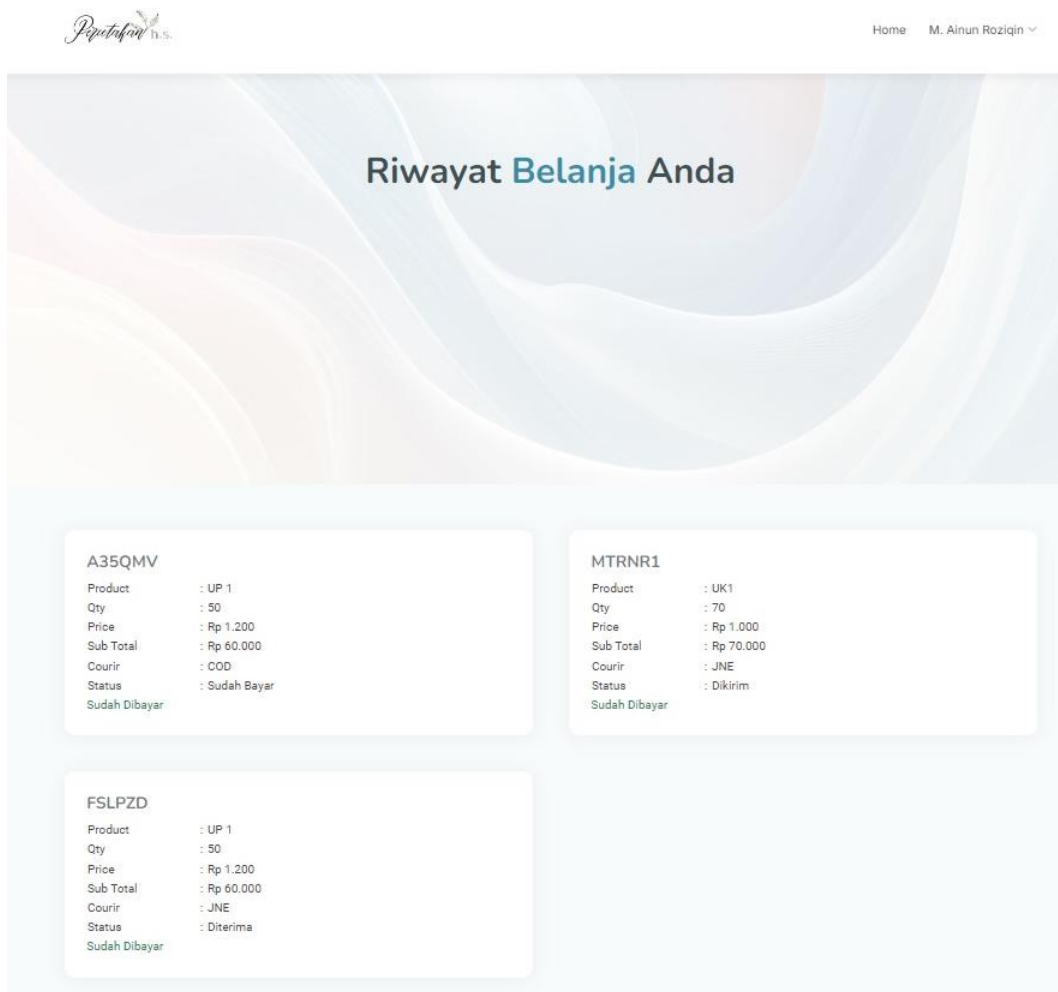 Percetakan h.s.
Home M. Ainun Roziqin
Riwayat Belanja Anda
A35QMV
Product : UP 1
Qty : 50
Price : Rp 1.200
Sub Total : Rp 60.000
Courir : COD
Status : Sudah Bayar
Sudah Dibayar
MTRNR1
Product : UK1
Qty : 70
Price : Rp 1.000
Sub Total : Rp 70.000
Courir : JNE
Status : Dikirim
Sudah Dibayar
FSLPZD
Product : UP 1
Qty : 50
Price : Rp 1.200
Sub Total : Rp 60.000
Courir : JNE
Status : Diterima
Sudah Dibayar